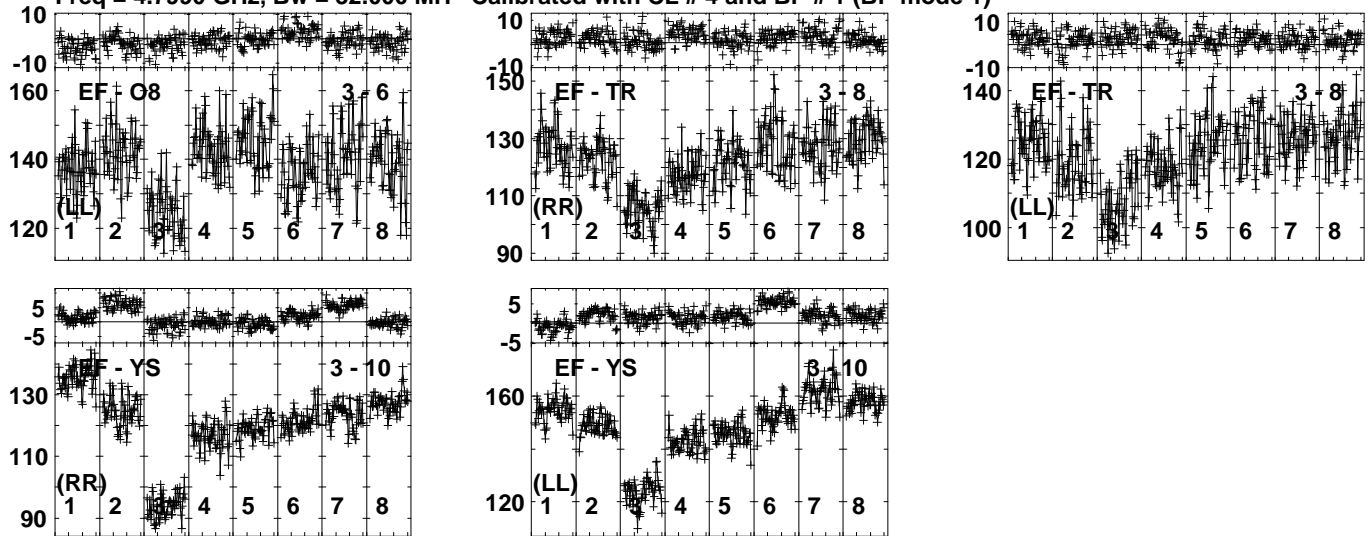 Freq = 4.7990 GHz, Bw = 32.000 MH Calibrated with CL # 4 and BP # 1 (BP mode 1)
10
-10
160
140
120
EF - O8 3 - 6
(LL)
1 2 3 4 5 6 7 8
10
-10
150
130
110
90
EF - TR 3 - 8
(RR)
1 2 3 4 5 6 7 8
10
-10
140
120
100
EF - TR 3 - 8
(LL)
1 2 3 4 5 6 7 8
5
-5
130
110
90
EF - YS 3 - 10
(RR)
1 2 3 4 5 6 7 8
5
-5
160
120
EF - YS 3 - 10
(LL)
1 2 3 4 5 6 7 8